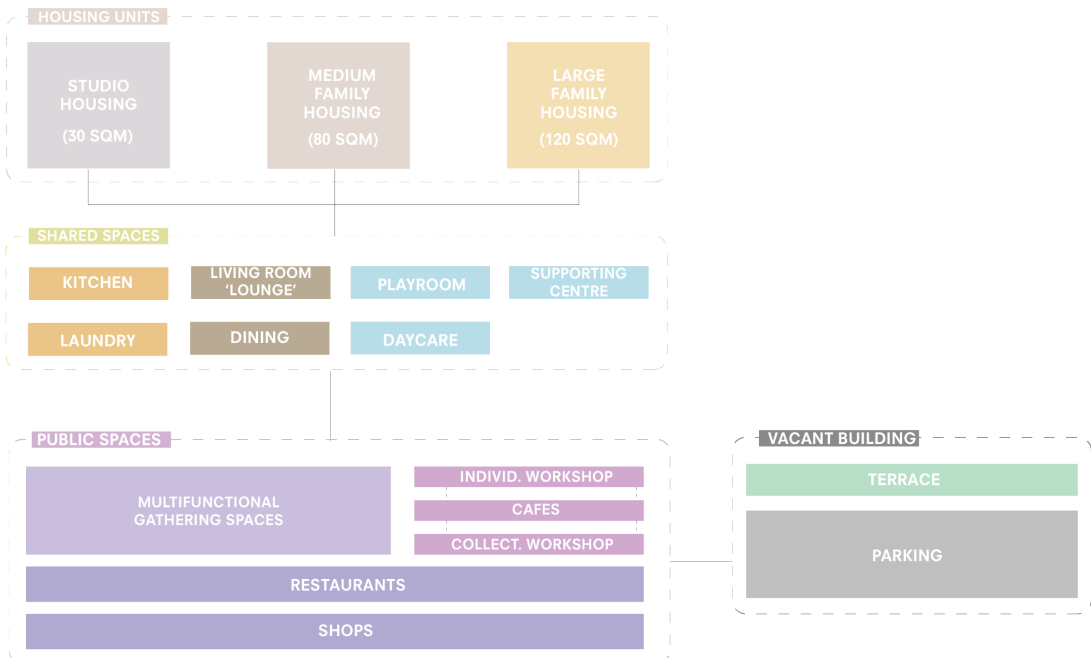 HOUSING UNITS
STUDIO
HOUSING
(30 SQM)
MEDIUM
FAMILY
HOUSING
(80 SQM)
LARGE
FAMILY
HOUSING
(120 SQM)
SHARED SPACES
KITCHEN
LIVING ROOM
‘LOUNGE’
PLAYROOM
SUPPORTING
CENTRE
LAUNDRY
DINING
DAYCARE
PUBLIC SPACES
MULTIFUNCTIONAL
GATHERING SPACES
INDIVID. WORKSHOP
CAFES
COLLECT. WORKSHOP
RESTAURANTS
SHOPS
VACANT BUILDING
TERRACE
PARKING